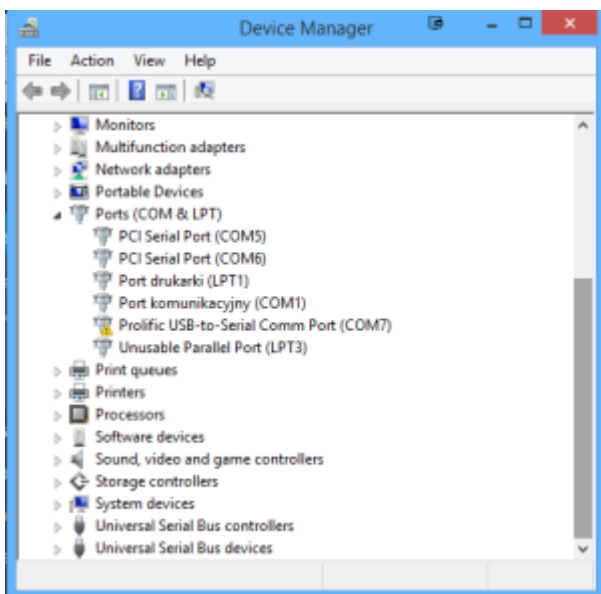 Device Manager
File Action View Help
Monitors
Multifunction adapters
Network adapters
Portable Devices
Ports (COM & LPT)
PCI Serial Port (COM5)
PCI Serial Port (COM6)
Port drukarki (LPT1)
Port komunikacyjny (COM1)
Prolific USB-to-Serial Comm Port (COM7)
Unusable Parallel Port (LPT3)
Print queues
Printers
Processors
Software devices
Sound, video and game controllers
Storage controllers
System devices
Universal Serial Bus controllers
Universal Serial Bus devices